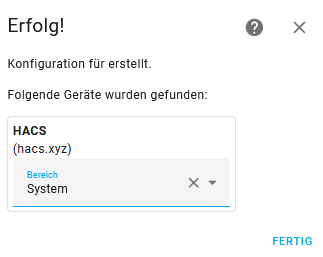 Erfolg!
Konfiguration für erstellt.
Folgende Geräte wurden gefunden:
HACS
(hacs.xyz)
Bereich
System
FERTIG